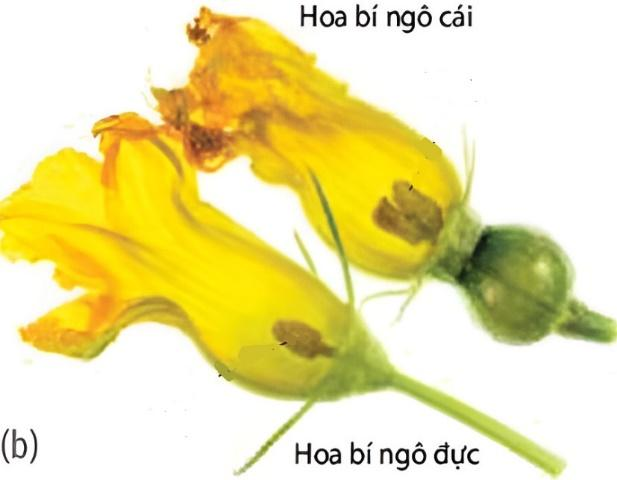 Hoa bí ngô cái
(b)
Hoa bí ngô đực